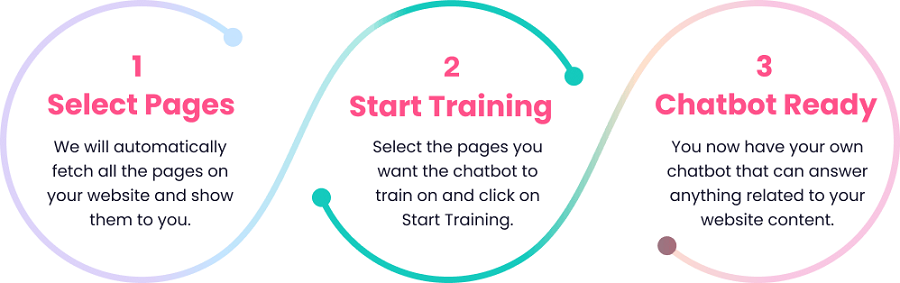 1
Select Pages
We will automatically
fetch all the pages on
your website and show
them to you.
2
Start Training
Select the pages you
want the chatbot to
train on and click on
Start Training.
3
Chatbot Ready
You now have your own
chatbot that can answer
anything related to your
website content.